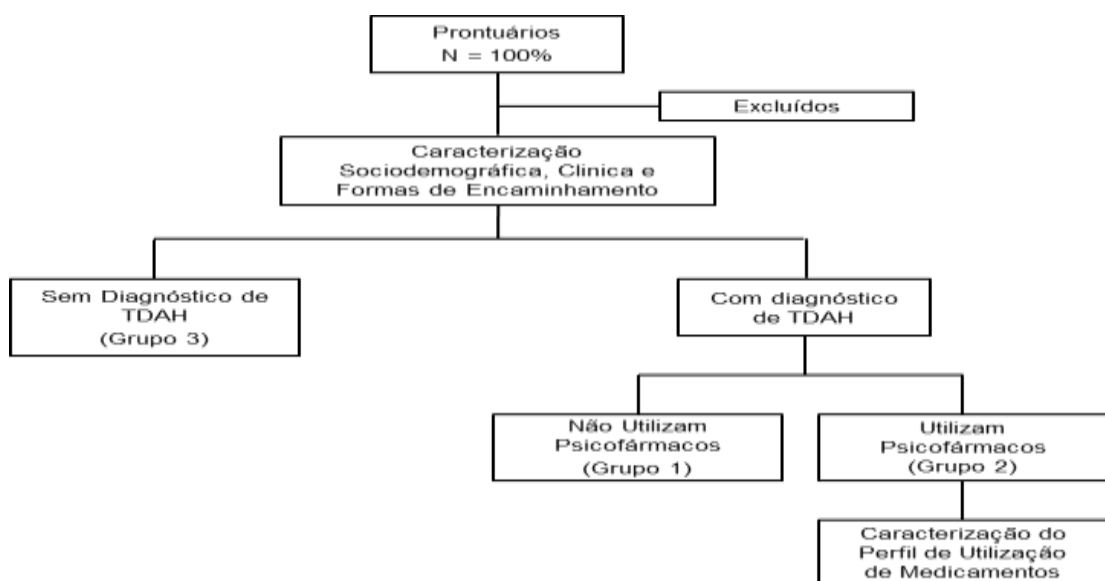 Prontuários
N = 100%
Excluídos
Caracterização
Sociodemográfica, Clinica e
Formas de Encaminhamento
Sem Diagnóstico de
TDAH
(Grupo 3)
Com diagnóstico
de TDAH
Não Utilizam
Psicofármacos
(Grupo 1)
Utilizam
Psicofármacos
(Grupo 2)
Caracterização do
Perfil de Utilização
de Medicamentos